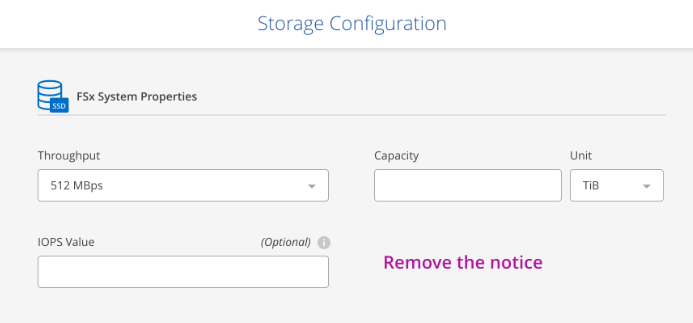 Storage Configuration
SSD
FSx System Properties
Throughput
Capacity
Unit
512 MBps
TiB
IOPS Value
(Optional)
i
Remove the notice